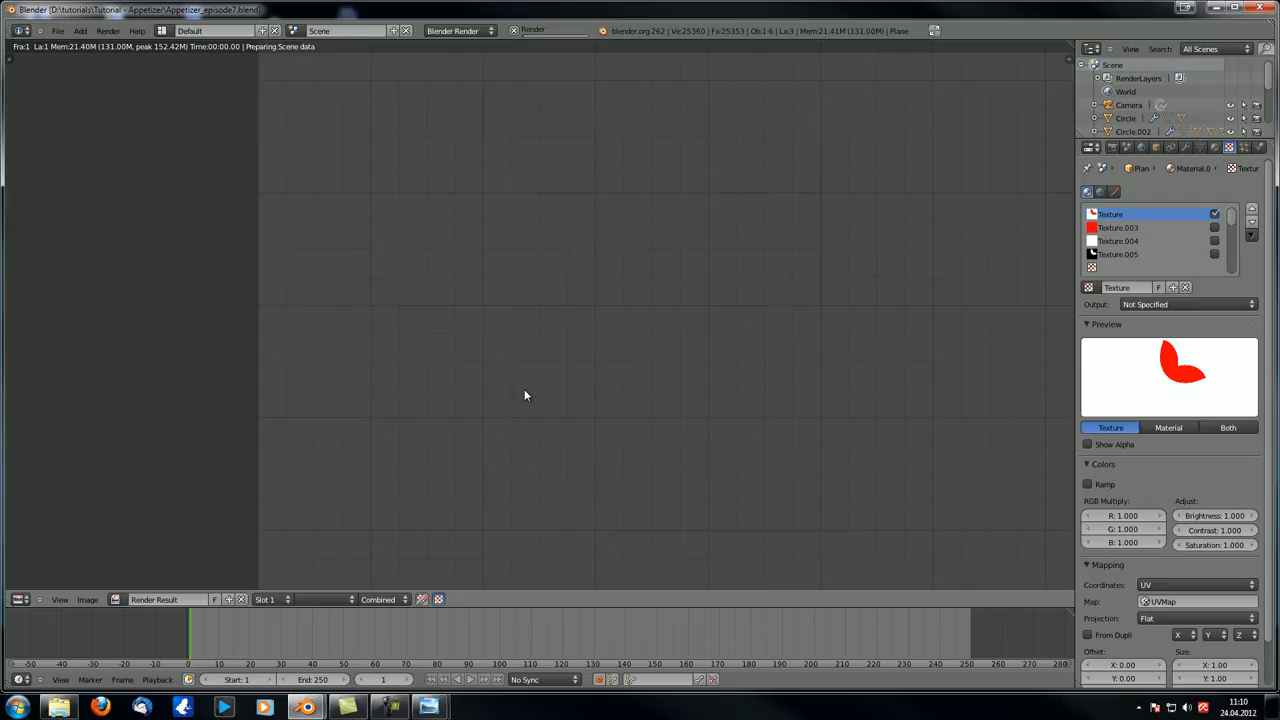 Blender [D:\tutorials\Tutorial - Appetizer\Appetizer_episode7.blend]
File Add Render Help Default Scene Blender Render Render blender.org 262 | Ve:25360 | Fa:25353 | Ob:1-6 | La:3 | Mem:21.41M (131.00M) | Plane
Fra:1 La:1 Mem:21.40M (131.00M, peak 152.42M) Time:00:00.00 | Preparing Scene data
View Search All Scenes
Scene
RenderLayers
World
Camera
Circle
Circle.002
Plan Material.0 Textur
Texture
Texture.003
Texture.004
Texture.005
Texture F
Output: Not Specified
Preview
Texture Material Both
Show Alpha
Colors
Ramp
RGB Multiply: Adjust:
R: 1.000 Brightness: 1.000
G: 1.000 Contrast: 1.000
B: 1.000 Saturation: 1.000
Mapping
Coordinates: UV
Map: UVMap
Projection: Flat
From Dupli X Y Z
Offset: Size:
X: 0.00 X: 1.00
Y: 0.00 Y: 1.00
View Image Render Result F Slot 1 Combined
-50 -40 -30 -20 -10 0 10 20 30 40 50 60 70 80 90 100 110 120 130 140 150 160 170 180 190 200 210 220 230 240 250 260 270 280
View Marker Frame Playback Start: 1 End: 250 1 No Sync
11:10
24.04.2012